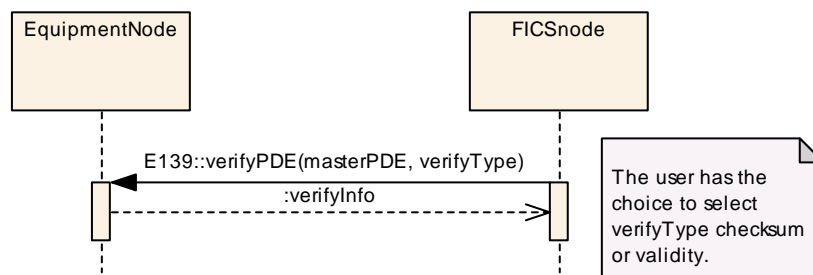 EquipmentNode
FICSnode
E139::verifyPDE(masterPDE, verifyType)
:verifyInfo
The user has the
choice to select
verifyType checksum
or validity.